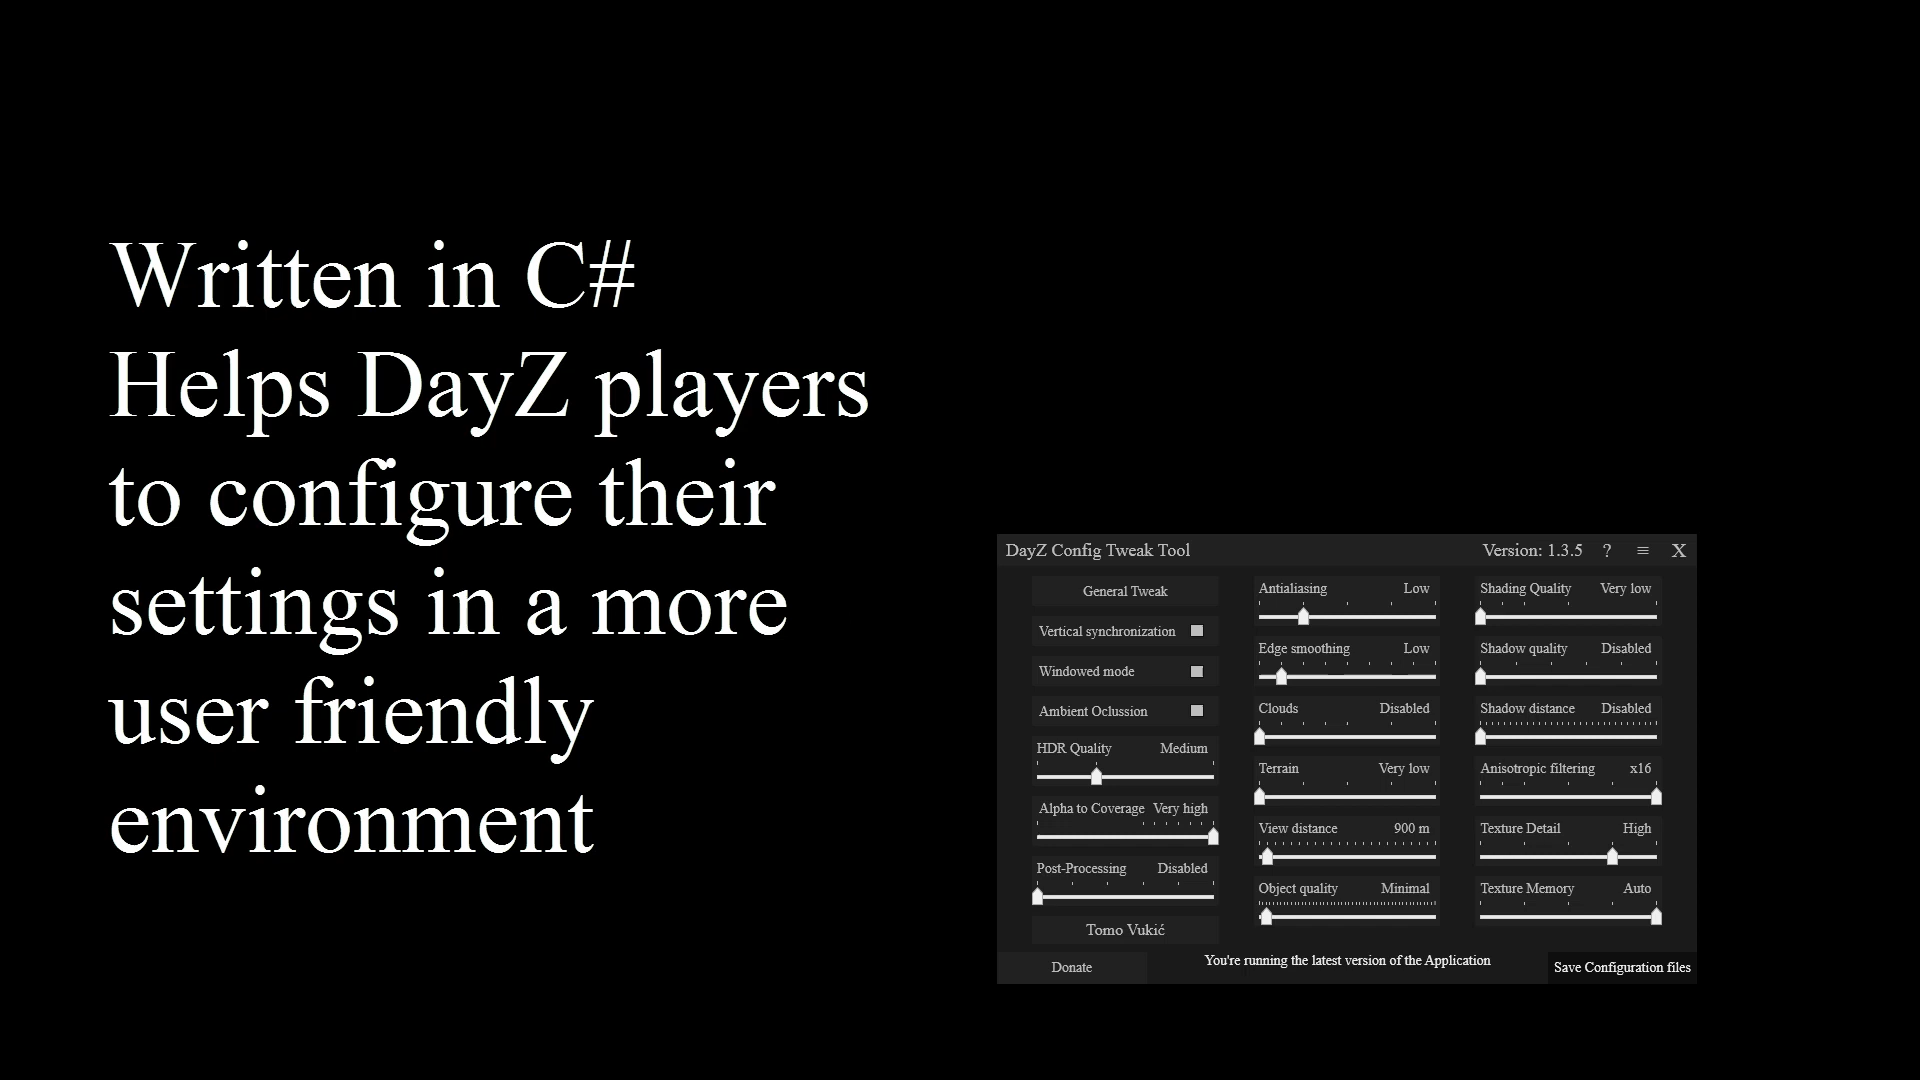 Written in C#
Helps DayZ players
to configure their
settings in a more
user friendly
environment
DayZ Config Tweak Tool
Version: 1.3.5 ? ≡ X
General Tweak
Vertical synchronization
Windowed mode
Ambient Oclussion
HDR Quality Medium
Alpha to Coverage Very high
Post-Processing Disabled
Tomo Vukić
Donate
Antialiasing Low
Edge smoothing Low
Clouds Disabled
Terrain Very low
View distance 900 m
Object quality Minimal
Shading Quality Very low
Shadow quality Disabled
Shadow distance Disabled
Anisotropic filtering x16
Texture Detail High
Texture Memory Auto
You're running the latest version of the Application
Save Configuration files